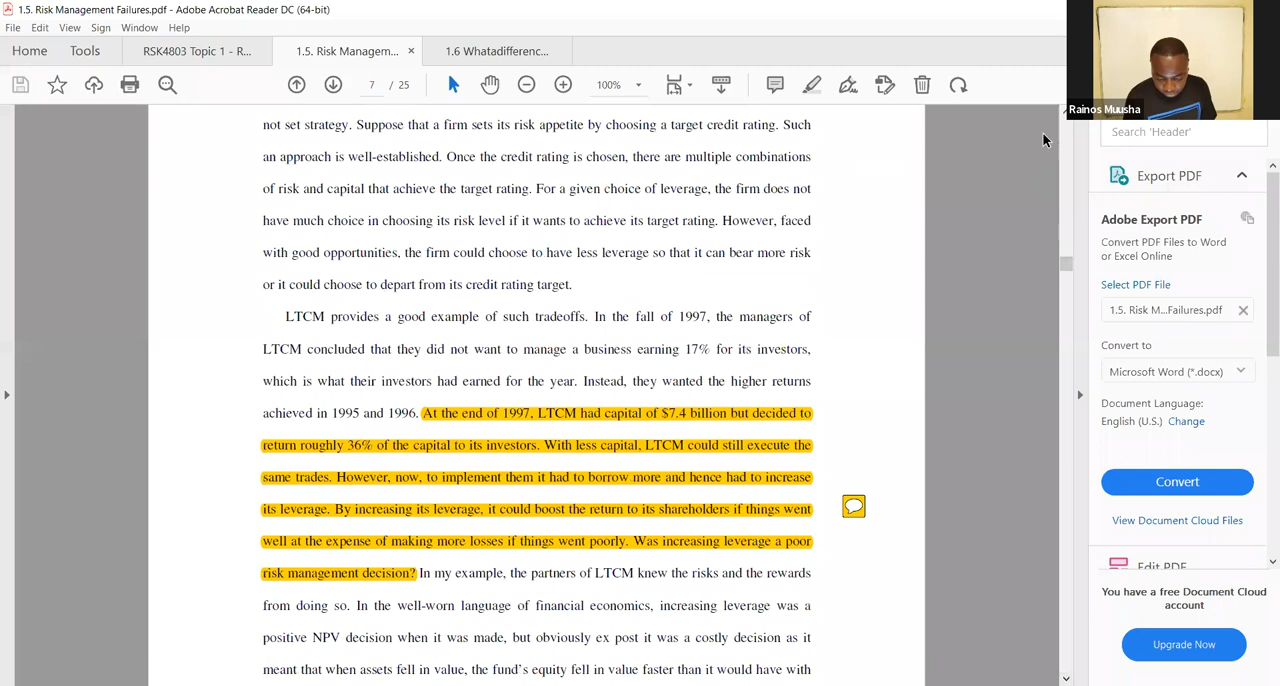 1.5. Risk Management Failures.pdf - Adobe Acrobat Reader DC (64-bit)
File Edit View Sign Window Help
Home Tools RSK4803 Topic 1 - R... 1.5. Risk Managem... × 1.6 Whatadifferenc...
7 / 25 100%
Rainos Muusha
not set strategy. Suppose that a firm sets its risk appetite by choosing a target credit rating. Such
an approach is well-established. Once the credit rating is chosen, there are multiple combinations
of risk and capital that achieve the target rating. For a given choice of leverage, the firm does not
have much choice in choosing its risk level if it wants to achieve its target rating. However, faced
with good opportunities, the firm could choose to have less leverage so that it can bear more risk
or it could choose to depart from its credit rating target.
LTCM provides a good example of such tradeoffs. In the fall of 1997, the managers of
LTCM concluded that they did not want to manage a business earning 17% for its investors,
which is what their investors had earned for the year. Instead, they wanted the higher returns
achieved in 1995 and 1996. At the end of 1997, LTCM had capital of $7.4 billion but decided to
return roughly 36% of the capital to its investors. With less capital, LTCM could still execute the
same trades. However, now, to implement them it had to borrow more and hence had to increase
its leverage. By increasing its leverage, it could boost the return to its shareholders if things went
well at the expense of making more losses if things went poorly. Was increasing leverage a poor
risk management decision? In my example, the partners of LTCM knew the risks and the rewards
from doing so. In the well-worn language of financial economics, increasing leverage was a
positive NPV decision when it was made, but obviously ex post it was a costly decision as it
meant that when assets fell in value, the fund's equity fell in value faster than it would have with
Search 'Header'
Export PDF
Adobe Export PDF
Convert PDF Files to Word
or Excel Online
Select PDF File
1.5. Risk M...Failures.pdf
Convert to
Microsoft Word (*.docx)
Document Language:
English (U.S.) Change
Convert
View Document Cloud Files
Edit PDF
You have a free Document Cloud
account
Upgrade Now